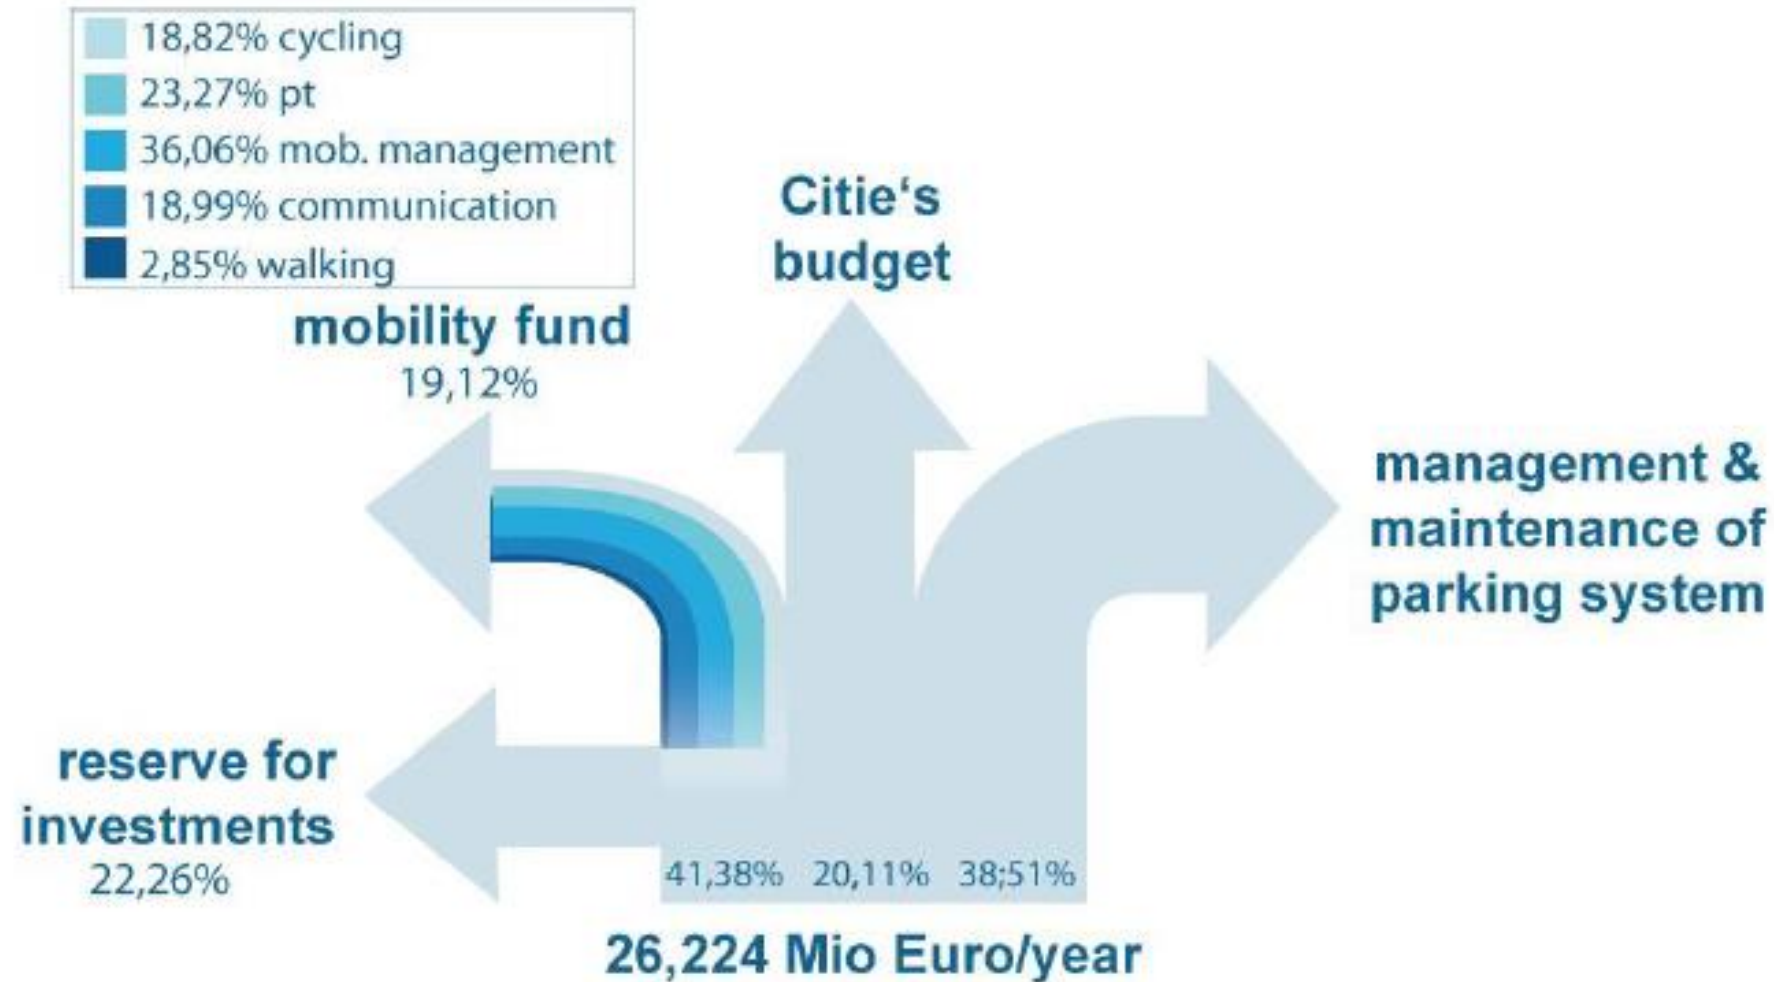 18,82% cycling
23,27% pt
36,06% mob. management
18,99% communication
2,85% walking
mobility fund
19,12%
Citie‘s
budget
management &
maintenance of
parking system
reserve for
investments
22,26%
41,38% 20,11% 38;51%
26,224 Mio Euro/year